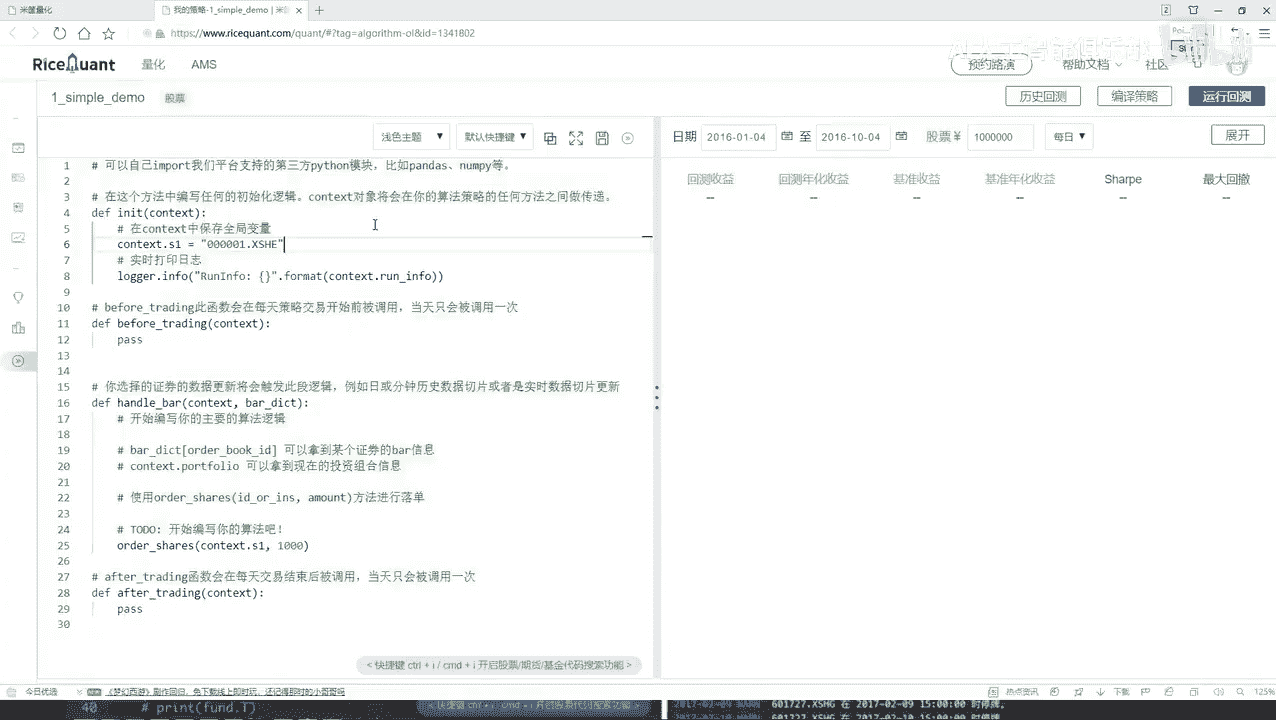 米筐量化
我的策略-1_simple_demo | 米筐
https://www.ricequant.com/quant/#?tag=algorithm-ol&id=1341802
RiceQuant 量化 AMS 预约路演 帮助文档 社区
1_simple_demo 股票 历史回测 编译策略 运行回测
浅色主题 默认快捷键 日期 2016-01-04 至 2016-10-04 股票 ¥ 1000000 每日 展开
回测收益 回测年化收益 基准收益 基准年化收益 Sharpe 最大回撤
-- -- -- -- -- --
1 # 可以自己import我们平台支持的第三方python模块，比如pandas、numpy等。
2
3 # 在这个方法中编写任何的初始化逻辑。context对象将会在你的算法策略的任何方法之间做传递。
4 def init(context):
5 # 在context中保存全局变量
6 context.s1 = "000001.XSHE"
7 # 实时打印日志
8 logger.info("RunInfo: {}".format(context.run_info))
9
10 # before_trading此函数会在每天策略交易开始前被调用，当天只会被调用一次
11 def before_trading(context):
12 pass
13
14
15 # 你选择的证券的数据更新将会触发此段逻辑，例如日或分钟历史数据切片或者是实时数据切片更新
16 def handle_bar(context, bar_dict):
17 # 开始编写你的主要的算法逻辑
18
19 # bar_dict[order_book_id] 可以拿到某个证券的bar信息
20 # context.portfolio 可以拿到现在的投资组合信息
21
22 # 使用order_shares(id_or_ins, amount)方法进行落单
23
24 # TODO: 开始编写你的算法吧！
25 order_shares(context.s1, 1000)
26
27 # after_trading函数会在每天交易结束后被调用，当天只会被调用一次
28 def after_trading(context):
29 pass
30
< 快捷键 ctrl + i / cmd + i 开启股票/期货/基金代码搜索功能 >
今日优选 《梦幻西游》副作回归，免下载线上即时玩，还记得那时的小哥哥吗 热点资讯 下载 125%
40 # print(fund.T) 601727.XSHG 在 2017-02-09 15:00:00 时停牌,